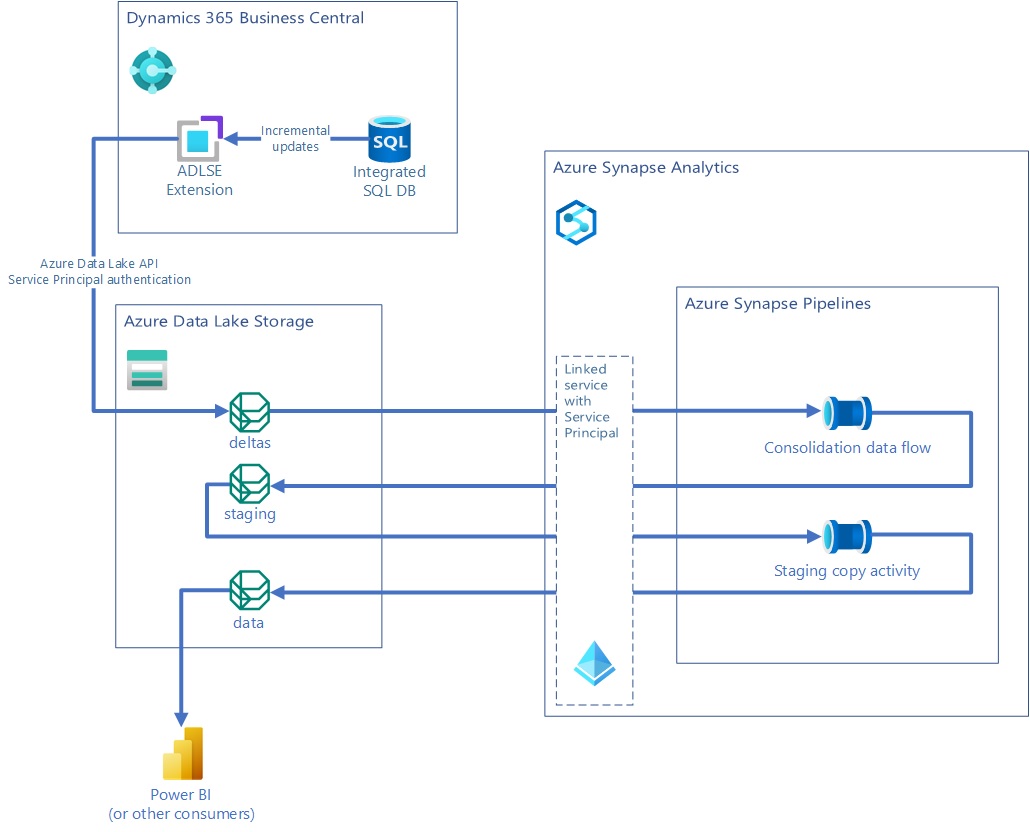 Dynamics 365 Business Central
Incremental
updates
SQL
ADLSE
Extension
Integrated
SQL DB
Azure Data Lake API
Service Principal authentication
Azure Data Lake Storage
deltas
staging
data
Power BI
(or other consumers)
Azure Synapse Analytics
Linked
service
with
Service
Principal
Azure Synapse Pipelines
Consolidation data flow
Staging copy activity